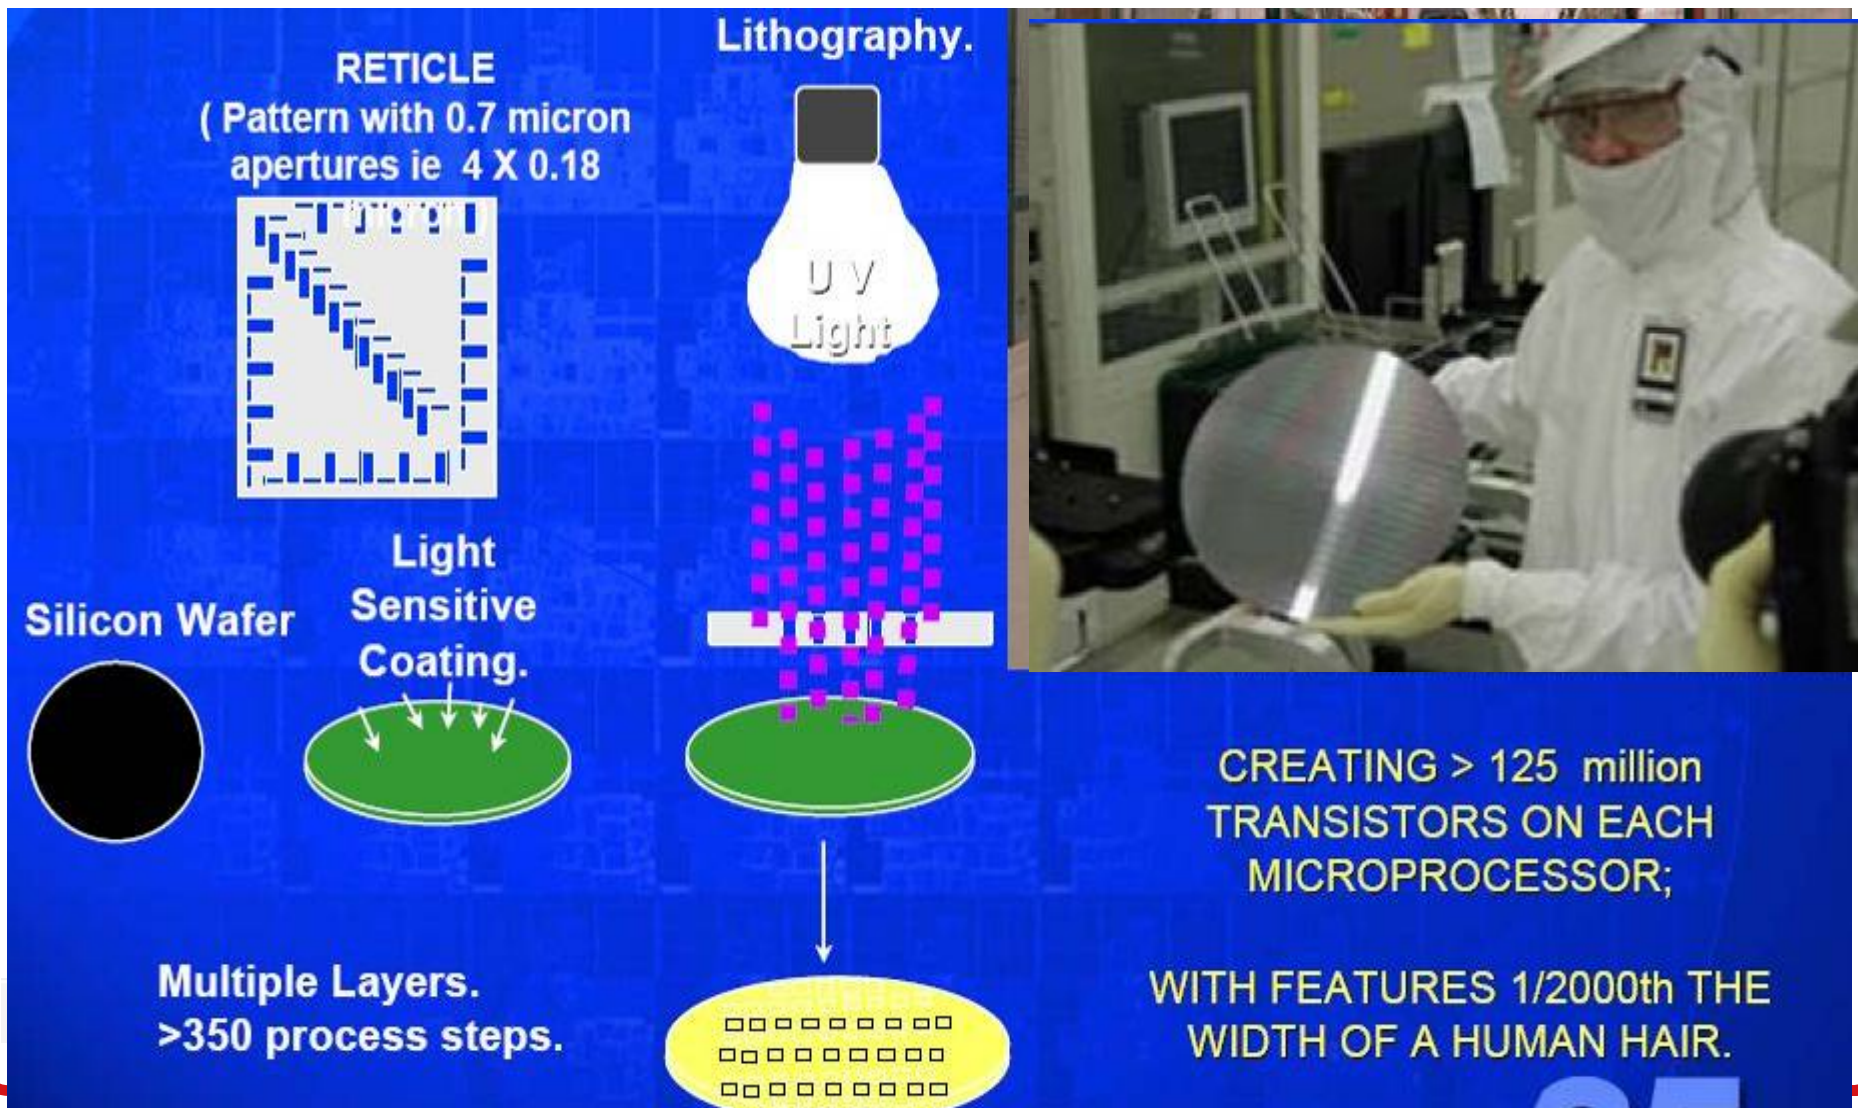 Lithography.
RETICLE
( Pattern with 0.7 micron
apertures ie 4 X 0.18
micron )
U V
Light
Light
Sensitive
Coating.
Silicon Wafer
CREATING > 125 million
TRANSISTORS ON EACH
MICROPROCESSOR;
Multiple Layers.
>350 process steps.
WITH FEATURES 1/2000th THE
WIDTH OF A HUMAN HAIR.